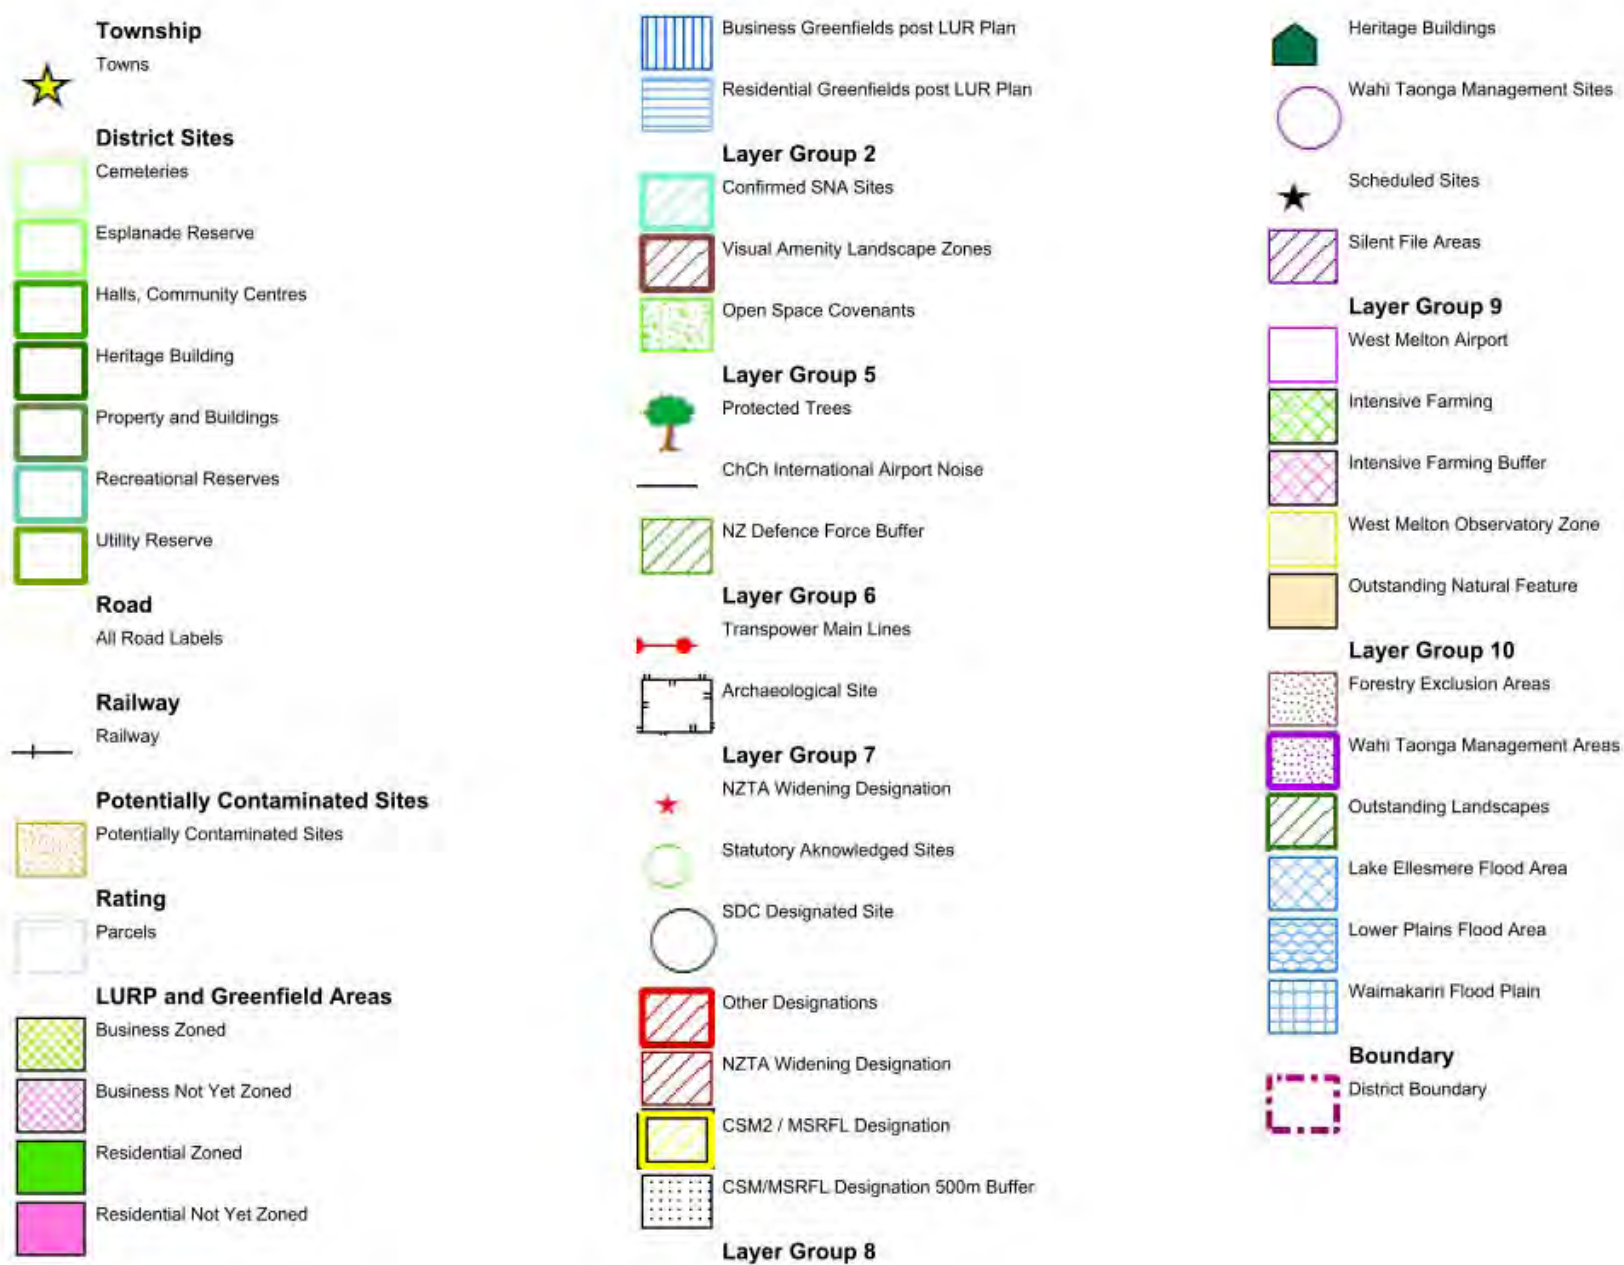 Township
Towns
District Sites
Cemeteries
Esplanade Reserve
Halls, Community Centres
Heritage Building
Property and Buildings
Recreational Reserves
Utility Reserve
Road
All Road Labels
Railway
Railway
Potentially Contaminated Sites
Potentially Contaminated Sites
Rating
Parcels
LURP and Greenfield Areas
Business Zoned
Business Not Yet Zoned
Residential Zoned
Residential Not Yet Zoned
Business Greenfields post LUR Plan
Residential Greenfields post LUR Plan
Layer Group 2
Confirmed SNA Sites
Visual Amenity Landscape Zones
Open Space Covenants
Layer Group 5
Protected Trees
ChCh International Airport Noise
NZ Defence Force Buffer
Layer Group 6
Transpower Main Lines
Archaeological Site
Layer Group 7
NZTA Widening Designation
Statutory Aknowledged Sites
SDC Designated Site
Other Designations
NZTA Widening Designation
CSM2 / MSRFL Designation
CSM/MSRFL Designation 500m Buffer
Layer Group 8
Heritage Buildings
Wahi Taonga Management Sites
Scheduled Sites
Silent File Areas
Layer Group 9
West Melton Airport
Intensive Farming
Intensive Farming Buffer
West Melton Observatory Zone
Outstanding Natural Feature
Layer Group 10
Forestry Exclusion Areas
Wahi Taonga Management Areas
Outstanding Landscapes
Lake Ellesmere Flood Area
Lower Plains Flood Area
Waimakariri Flood Plain
Boundary
District Boundary